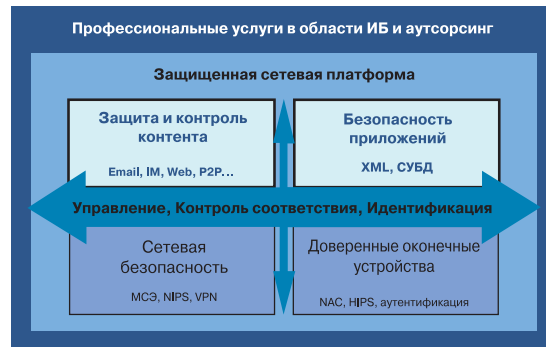 Профессиональные услуги в области ИБ и аутсорсинг
Защищенная сетевая платформа
Защита и контроль
контента
Email, IM, Web, P2P...
Безопасность
приложений
XML, СУБД
Управление, Контроль соответствия, Идентификация
Сетевая
безопасность
МСЭ, NIPS, VPN
Доверенные оконечные
устройства
NAC, HIPS, аутентификация